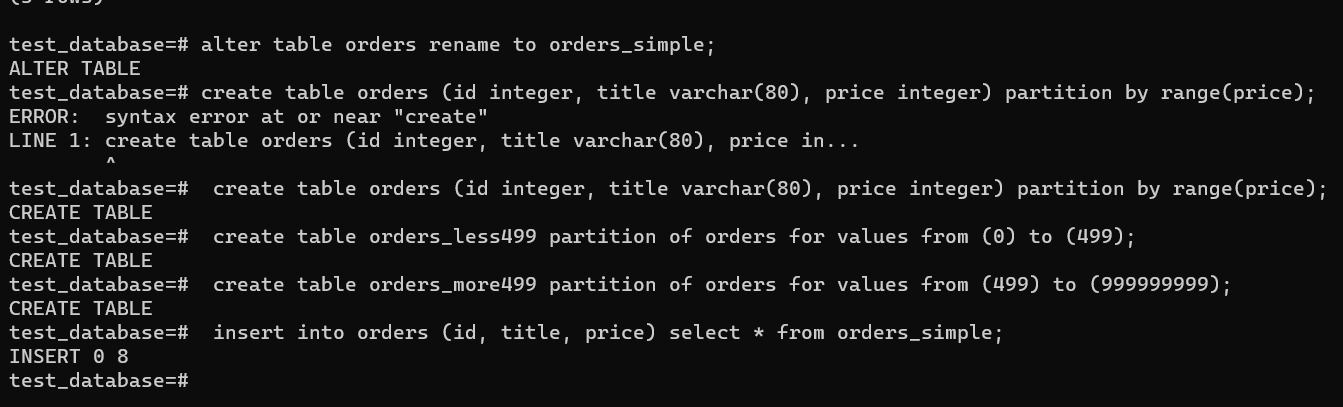 test_database=# alter table orders rename to orders_simple;
ALTER TABLE
test_database=# create table orders (id integer, title varchar(80), price integer) partition by range(price);
ERROR:  syntax error at or near "create"
LINE 1: create table orders (id integer, title varchar(80), price in...
        ^
test_database=#  create table orders (id integer, title varchar(80), price integer) partition by range(price);
CREATE TABLE
test_database=#  create table orders_less499 partition of orders for values from (0) to (499);
CREATE TABLE
test_database=#  create table orders_more499 partition of orders for values from (499) to (999999999);
CREATE TABLE
test_database=#  insert into orders (id, title, price) select * from orders_simple;
INSERT 0 8
test_database=#